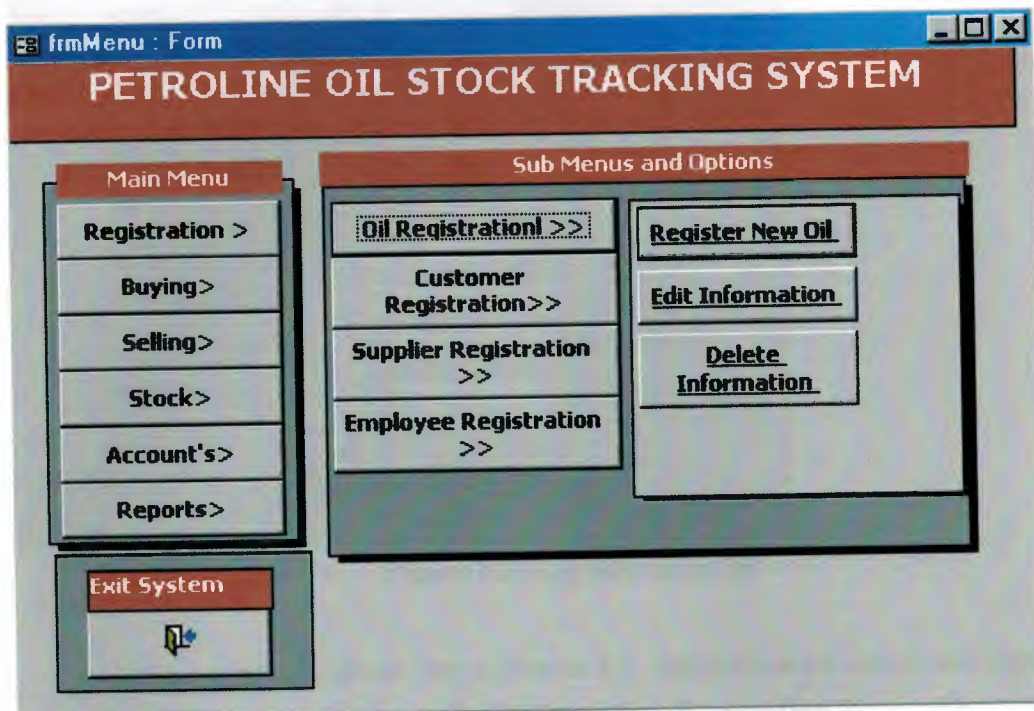 frmMenu : Form
PETROLINE OIL STOCK TRACKING SYSTEM
Main Menu
Registration >
Buying>
Selling>
Stock>
Account's>
Reports>
Exit System
Sub Menus and Options
Oil Registrationl >>
Customer
Registration>>
Supplier Registration
>>
Employee Registration
>>
Register New Oil
Edit Information
Delete
Information